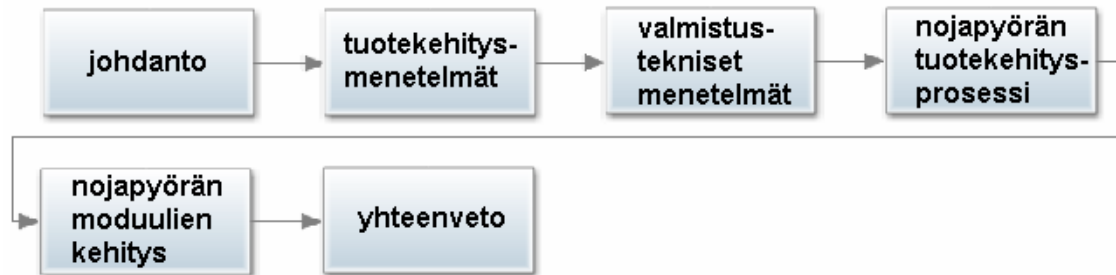 johdanto
tuotekehitys-
menetelmät
valmistus-
tekniset
menetelmät
nojapyörän
tuotekehitys-
prosessi
nojapyörän
moduulien
kehitys
yhteenveto